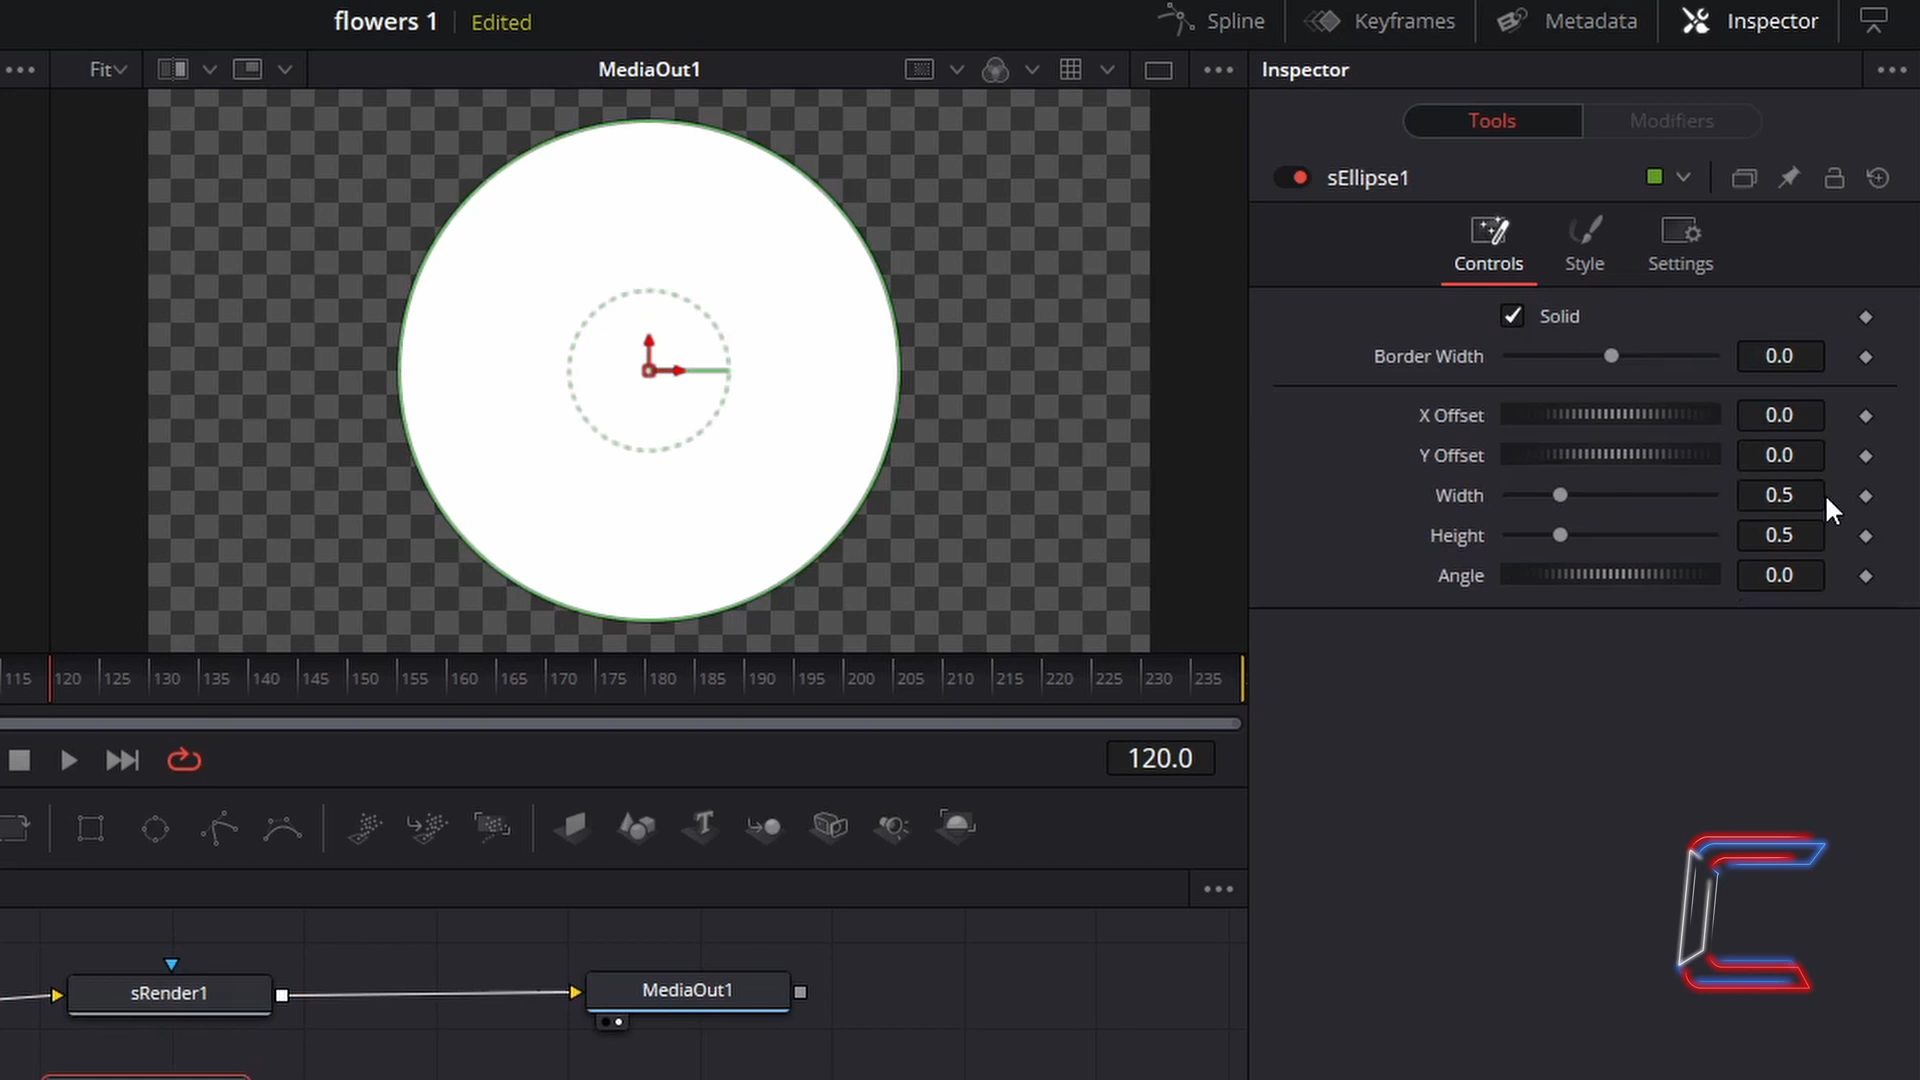 flowers 1 Edited Spline Keyframes Metadata Inspector
Fit MediaOut1 Inspector
Tools Modifiers
sEllipse1
Controls Style Settings
Solid
Border Width 0.0
X Offset 0.0
Y Offset 0.0
Width 0.5
Height 0.5
Angle 0.0
115 120 125 130 135 140 145 150 155 160 165 170 175 180 185 190 195 200 205 210 215 220 225 230 235
120.0
sRender1 MediaOut1